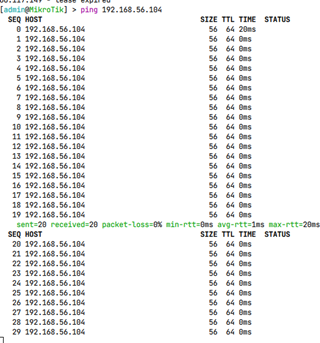 [admin@MikroTik] > ping 192.168.56.104
SEQ HOST SIZE TTL TIME STATUS
0 192.168.56.104 56 64 20ms
1 192.168.56.104 56 64 0ms
2 192.168.56.104 56 64 0ms
3 192.168.56.104 56 64 0ms
4 192.168.56.104 56 64 0ms
5 192.168.56.104 56 64 0ms
6 192.168.56.104 56 64 0ms
7 192.168.56.104 56 64 0ms
8 192.168.56.104 56 64 0ms
9 192.168.56.104 56 64 0ms
10 192.168.56.104 56 64 0ms
11 192.168.56.104 56 64 0ms
12 192.168.56.104 56 64 0ms
13 192.168.56.104 56 64 0ms
14 192.168.56.104 56 64 0ms
15 192.168.56.104 56 64 0ms
16 192.168.56.104 56 64 0ms
17 192.168.56.104 56 64 0ms
18 192.168.56.104 56 64 0ms
19 192.168.56.104 56 64 0ms
sent=20 received=20 packet-loss=0% min-rtt=0ms avg-rtt=1ms max-rtt=20ms
SEQ HOST SIZE TTL TIME STATUS
20 192.168.56.104 56 64 0ms
21 192.168.56.104 56 64 0ms
22 192.168.56.104 56 64 0ms
23 192.168.56.104 56 64 0ms
24 192.168.56.104 56 64 0ms
25 192.168.56.104 56 64 0ms
26 192.168.56.104 56 64 0ms
27 192.168.56.104 56 64 0ms
28 192.168.56.104 56 64 0ms
29 192.168.56.104 56 64 0ms